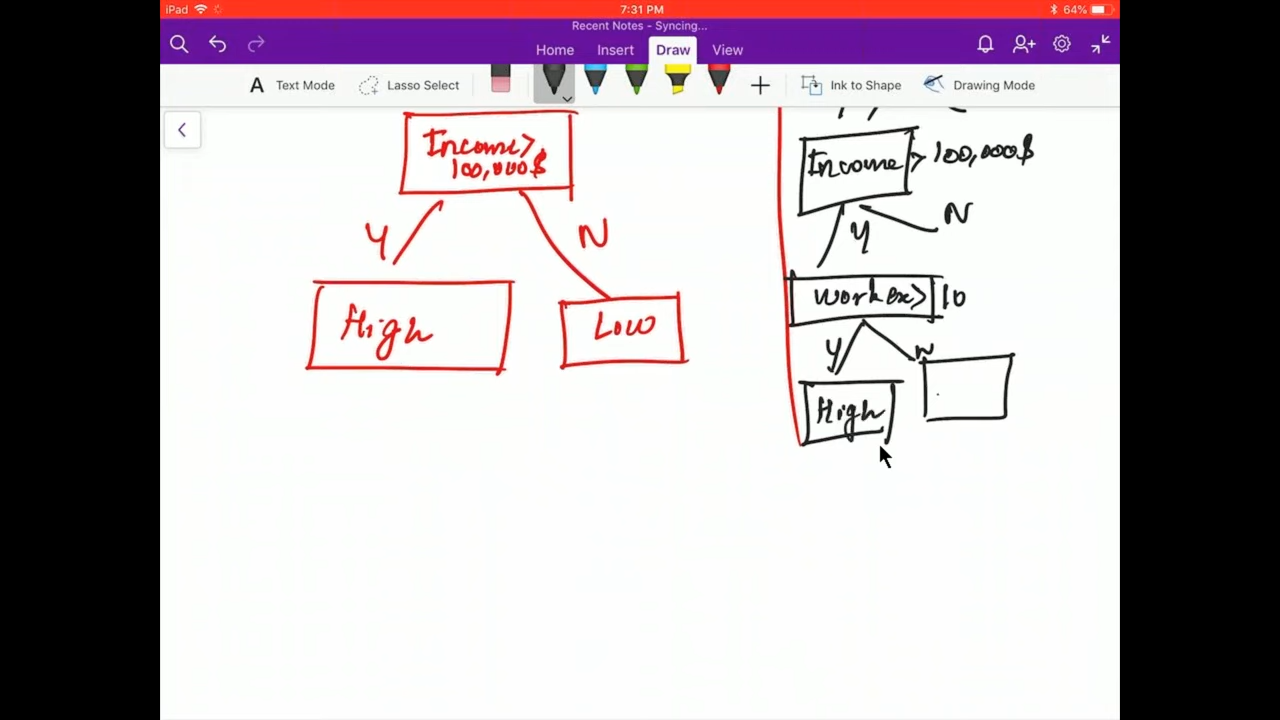 iPad
7:31 PM
64%
Recent Notes - Syncing...
Home Insert Draw View
A Text Mode
Lasso Select
Ink to Shape
Drawing Mode
Income >
100,000$
Y
N
High
Low
Income > 100,000$
Y
N
Workex > 10
Y
N
High